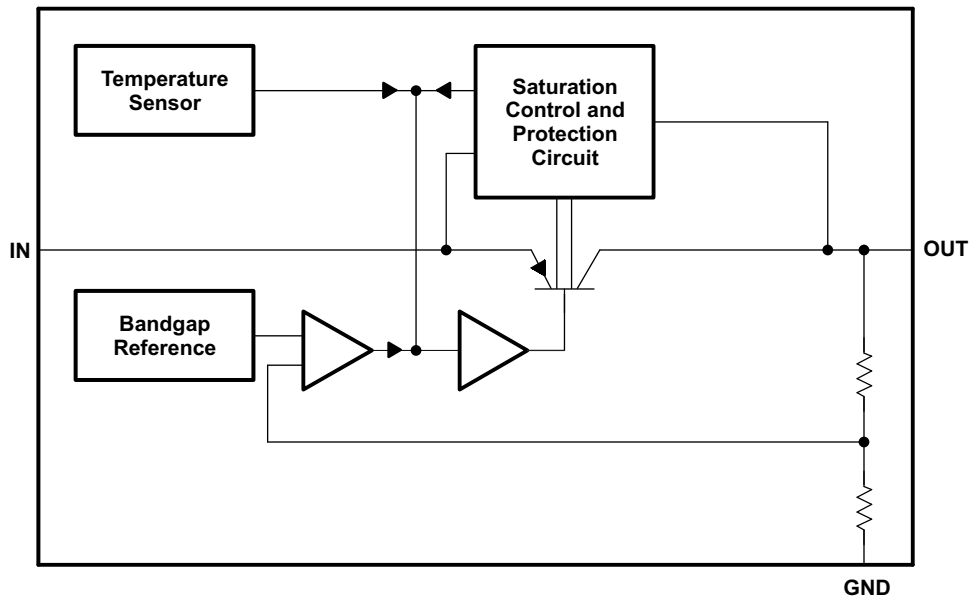 Temperature
Sensor
Saturation
Control and
Protection
Circuit
IN
OUT
Bandgap
Reference
GND